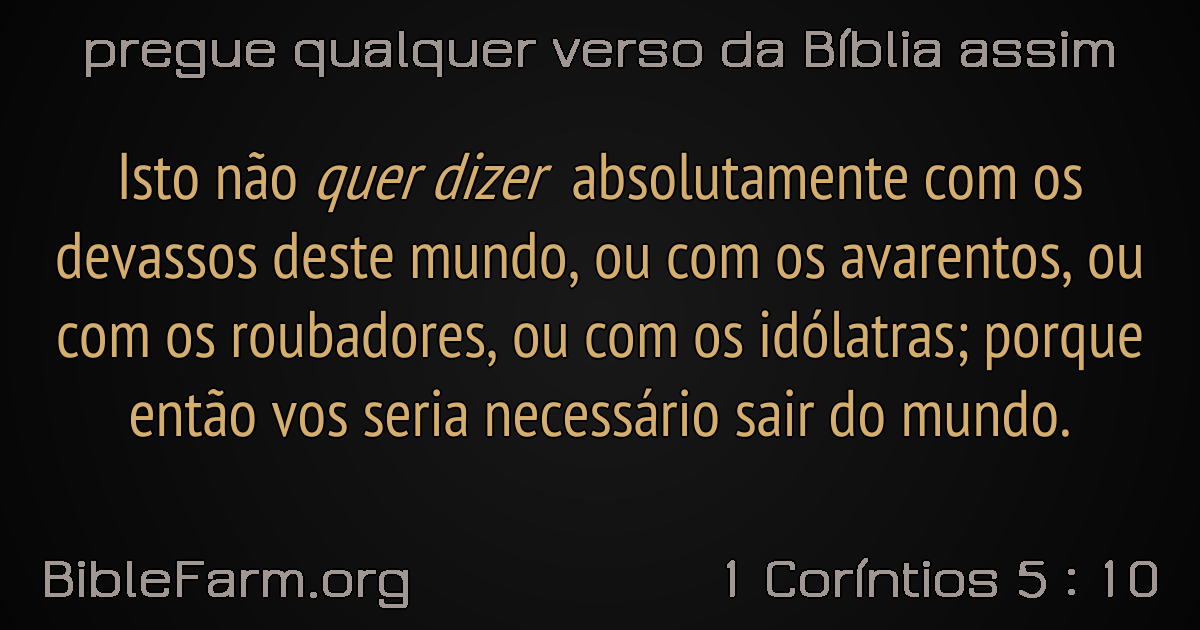 pregue qualquer verso da Bíblia assim
Isto não quer dizer absolutamente com os
devassos deste mundo, ou com os avarentos, ou
com os roubadores, ou com os idólatras; porque
então vos seria necessário sair do mundo.
BibleFarm.org
1 Coríntios 5 : 10